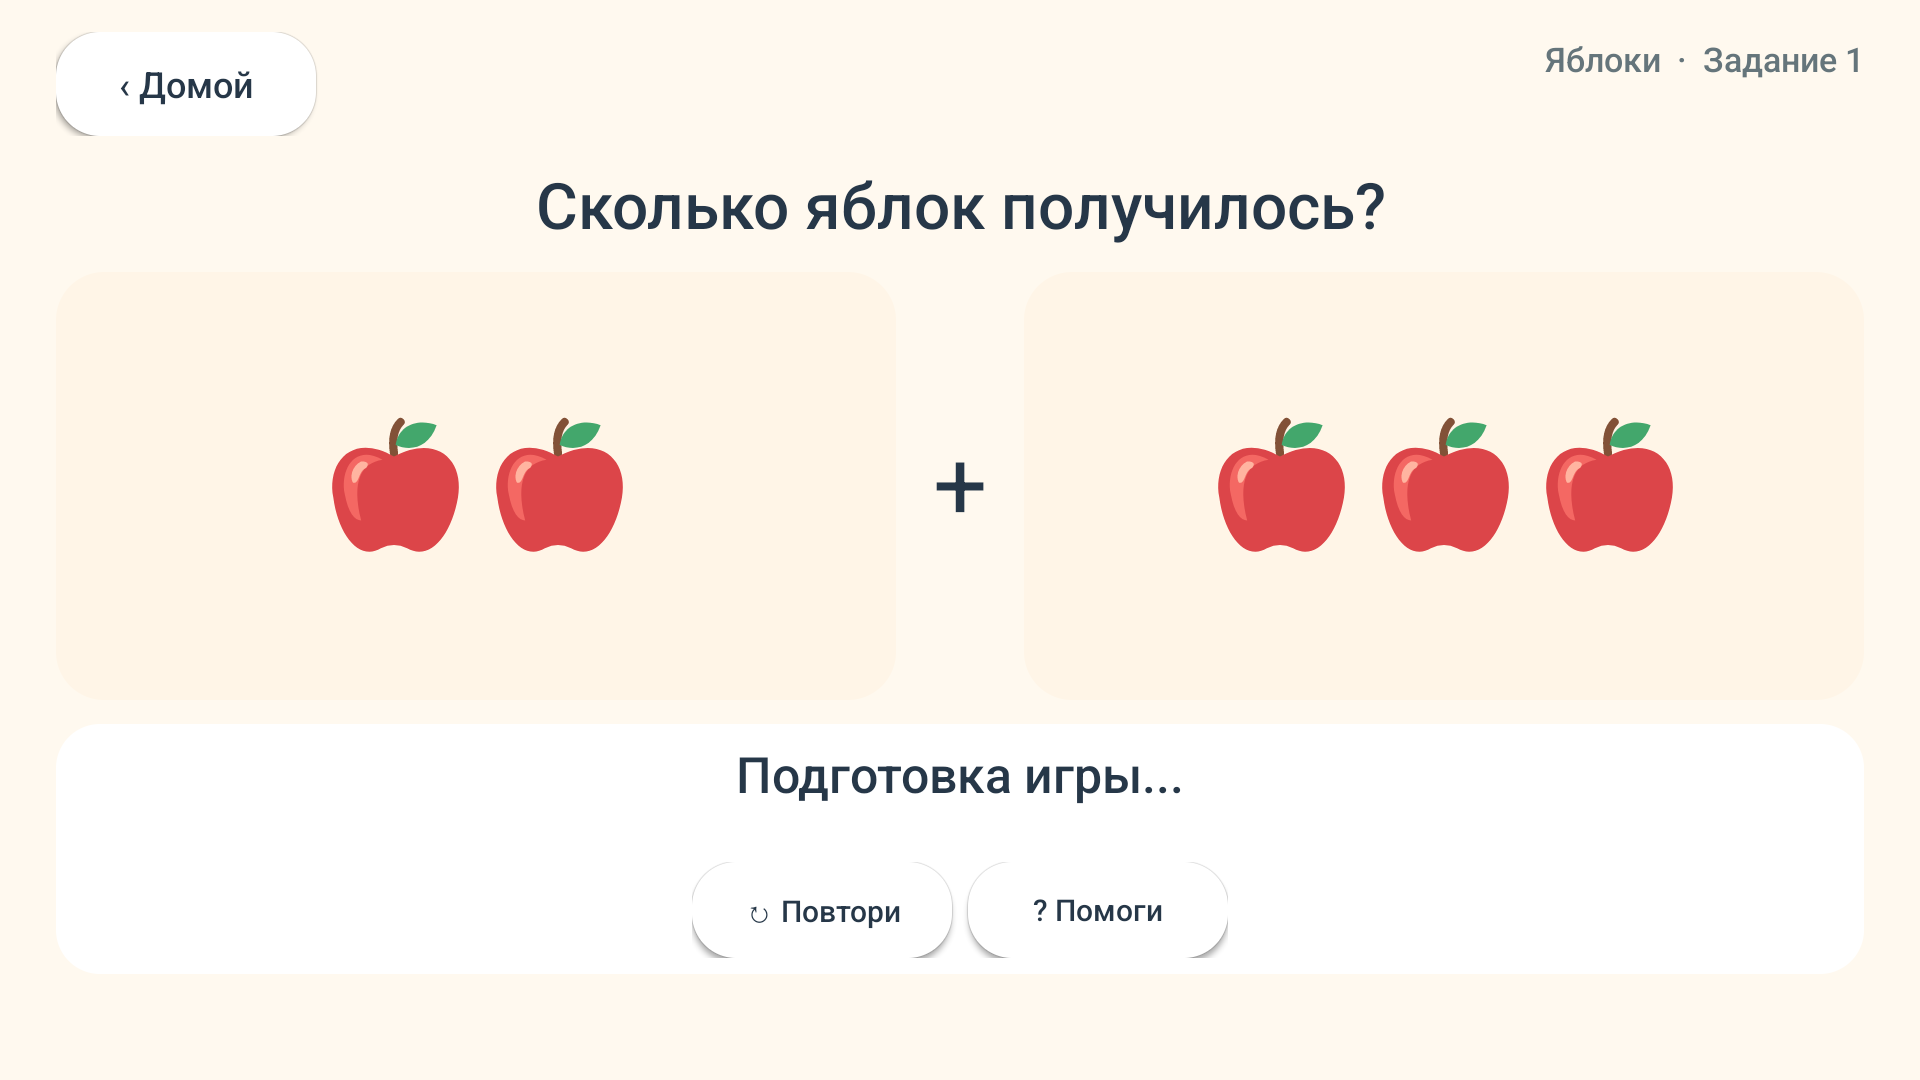 ‹ Домой
Яблоки · Задание 1
Сколько яблок получилось?
+
Подготовка игры...
↻ Повтори
? Помоги